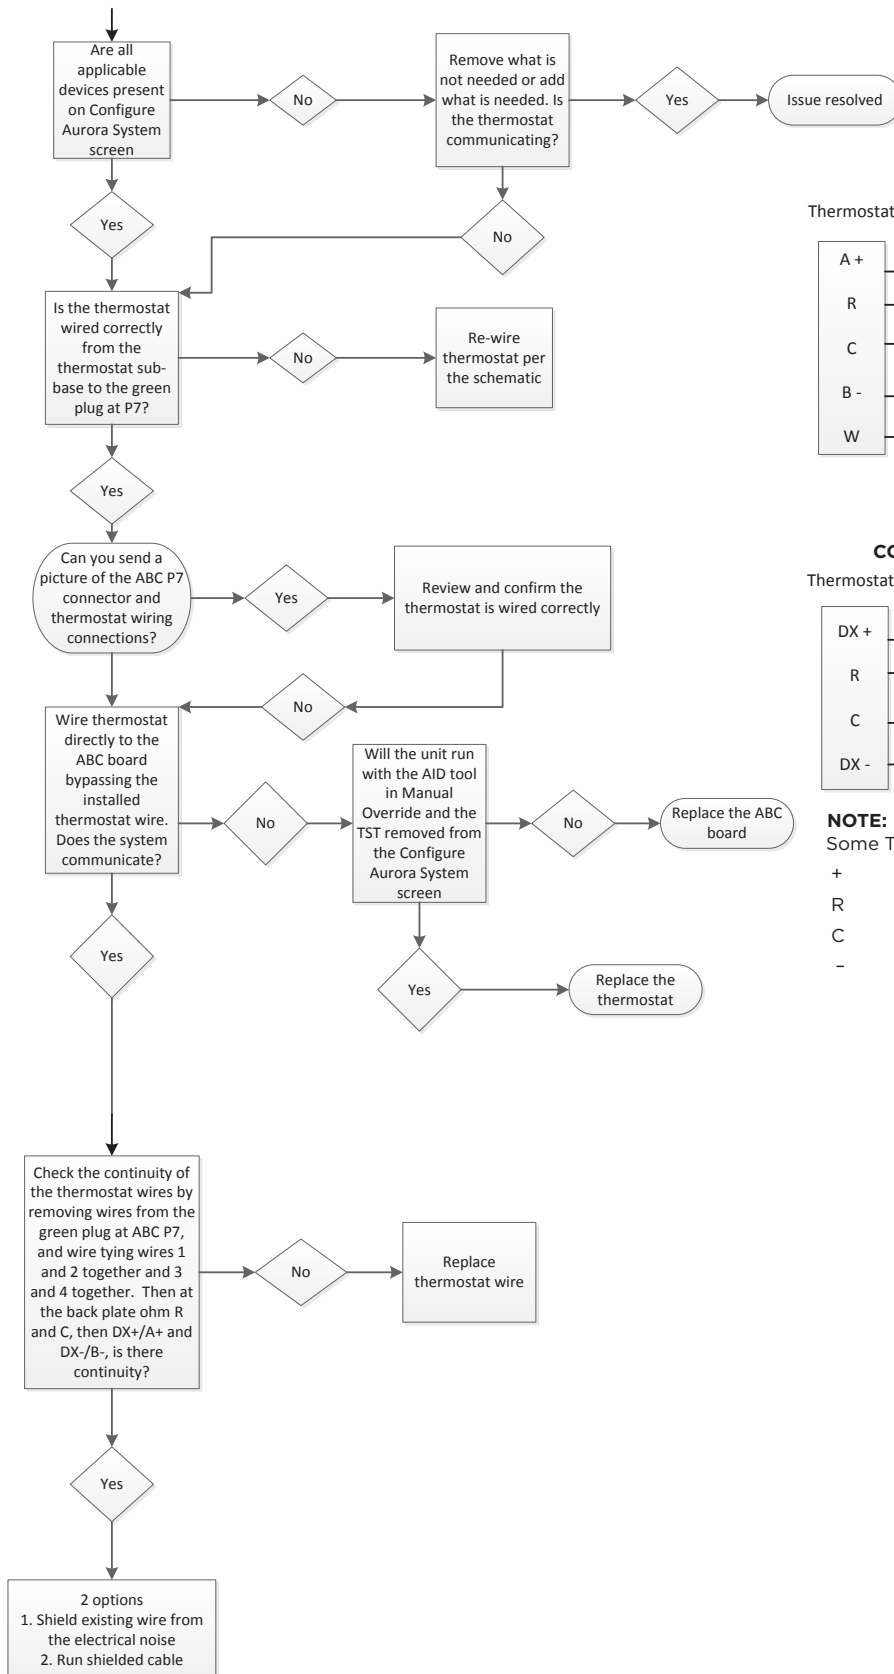 Are all
applicable
devices present
on Configure
Aurora System
screen
No
Remove what is
not needed or add
what is needed. Is
the thermostat
communicating?
Yes
Issue resolved
Yes
No
Is the thermostat
wired correctly
from the
thermostat sub-
base to the green
plug at P7?
No
Re-wire
thermostat per
the schematic
Yes
Can you send a
picture of the ABC P7
connector and
thermostat wiring
connections?
Yes
Review and confirm the
thermostat is wired correctly
No
Wire thermostat
directly to the
ABC board
bypassing the
installed
thermostat wire.
Does the system
communicate?
No
Will the unit run
with the AID tool
in Manual
Override and the
TST removed from
the Configure
Aurora System
screen
No
Replace the ABC
board
Yes
Yes
Replace the
thermostat
Check the continuity of
the thermostat wires by
removing wires from the
green plug at ABC P7,
and wire tying wires 1
and 2 together and 3
and 4 together. Then at
the back plate ohm R
and C, then DX+/A+ and
DX-/B-, is there
continuity?
No
Replace
thermostat wire
Yes
2 options
1. Shield existing wire from
the electrical noise
2. Run shielded cable
Thermostat
A +
R
C
B -
W
CO
Thermostat
DX +
R
C
DX -
NOTE:
Some T
+
R
C
–